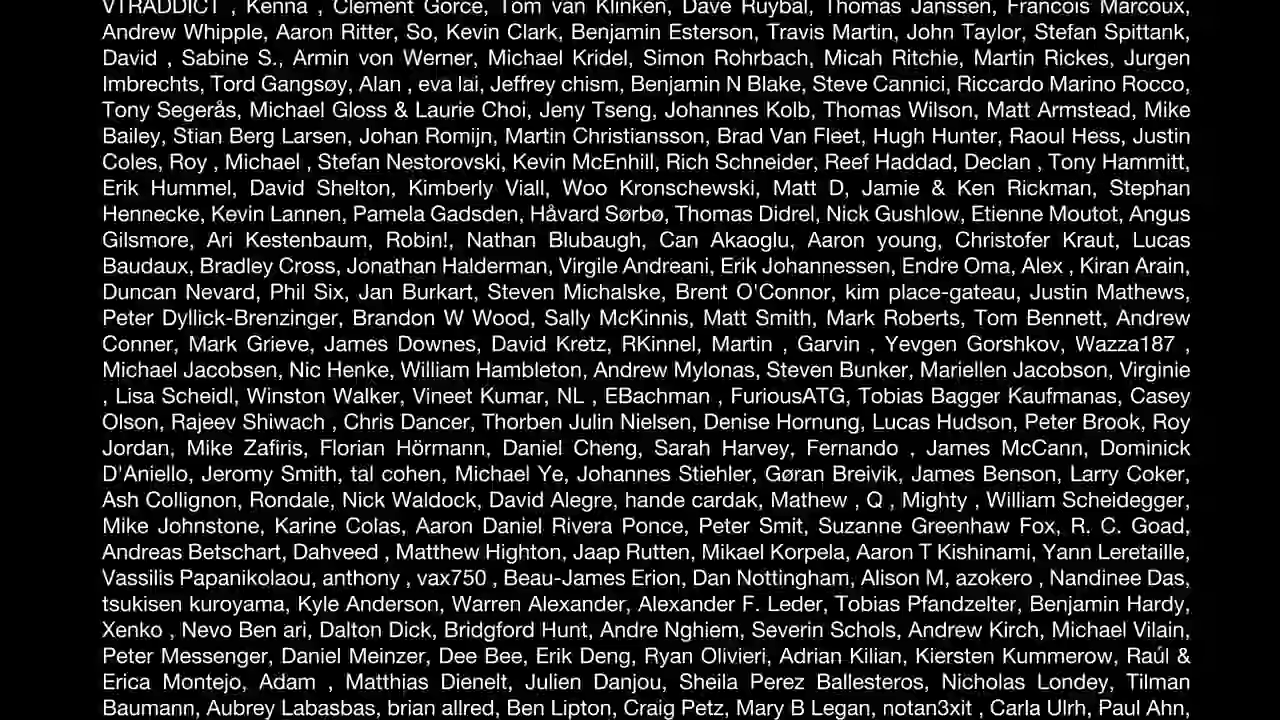 VTRADDICT , Kenna , Clement Gorce, Tom van Klinken, Dave Ruybal, Thomas Janssen, Francois Marcoux,
Andrew Whipple, Aaron Ritter, So, Kevin Clark, Benjamin Esterson, Travis Martin, John Taylor, Stefan Spittank,
David , Sabine S., Armin von Werner, Michael Kridel, Simon Rohrbach, Micah Ritchie, Martin Rickes, Jurgen
Imbrechts, Tord Gangsøy, Alan , eva lai, Jeffrey chism, Benjamin N Blake, Steve Cannici, Riccardo Marino Rocco,
Tony Segerås, Michael Gloss & Laurie Choi, Jeny Tseng, Johannes Kolb, Thomas Wilson, Matt Armstead, Mike
Bailey, Stian Berg Larsen, Johan Romijn, Martin Christiansson, Brad Van Fleet, Hugh Hunter, Raoul Hess, Justin
Coles, Roy , Michael , Stefan Nestorovski, Kevin McEnhill, Rich Schneider, Reef Haddad, Declan , Tony Hammitt,
Erik Hummel, David Shelton, Kimberly Viall, Woo Kronschewski, Matt D, Jamie & Ken Rickman, Stephan
Hennecke, Kevin Lannen, Pamela Gadsden, Håvard Sørbø, Thomas Didrel, Nick Gushlow, Etienne Moutot, Angus
Gilsmore, Ari Kestenbaum, Robin!, Nathan Blubaugh, Can Akaoglu, Aaron young, Christofer Kraut, Lucas
Baudaux, Bradley Cross, Jonathan Halderman, Virgile Andreani, Erik Johannessen, Endre Oma, Alex , Kiran Arain,
Duncan Nevard, Phil Six, Jan Burkart, Steven Michalske, Brent O'Connor, kim place-gateau, Justin Mathews,
Peter Dyllick-Brenzinger, Brandon W Wood, Sally McKinnis, Matt Smith, Mark Roberts, Tom Bennett, Andrew
Conner, Mark Grieve, James Downes, David Kretz, RKinnel, Martin , Garvin , Yevgen Gorshkov, Wazza187 ,
Michael Jacobsen, Nic Henke, William Hambleton, Andrew Mylonas, Steven Bunker, Mariellen Jacobson, Virginie
, Lisa Scheidl, Winston Walker, Vineet Kumar, NL , EBachman , FuriousATG, Tobias Bagger Kaufmanas, Casey
Olson, Rajeev Shiwach , Chris Dancer, Thorben Julin Nielsen, Denise Hornung, Lucas Hudson, Peter Brook, Roy
Jordan, Mike Zafiris, Florian Hörmann, Daniel Cheng, Sarah Harvey, Fernando , James McCann, Dominick
D'Aniello, Jeromy Smith, tal cohen, Michael Ye, Johannes Stiehler, Gøran Breivik, James Benson, Larry Coker,
Ash Collignon, Rondale, Nick Waldock, David Alegre, hande cardak, Mathew , Q , Mighty , William Scheidegger,
Mike Johnstone, Karine Colas, Aaron Daniel Rivera Ponce, Peter Smit, Suzanne Greenhaw Fox, R. C. Goad,
Andreas Betschart, Dahveed , Matthew Highton, Jaap Rutten, Mikael Korpela, Aaron T Kishinami, Yann Leretaille,
Vassilis Papanikolaou, anthony , vax750 , Beau-James Erion, Dan Nottingham, Alison M, azokero , Nandinee Das,
tsukisen kuroyama, Kyle Anderson, Warren Alexander, Alexander F. Leder, Tobias Pfandzelter, Benjamin Hardy,
Xenko , Nevo Ben ari, Dalton Dick, Bridgford Hunt, Andre Nghiem, Severin Schols, Andrew Kirch, Michael Vilain,
Peter Messenger, Daniel Meinzer, Dee Bee, Erik Deng, Ryan Olivieri, Adrian Kilian, Kiersten Kummerow, Raúl &
Erica Montejo, Adam , Matthias Dienelt, Julien Danjou, Sheila Perez Ballesteros, Nicholas Londey, Tilman
Baumann, Aubrey Labasbas, brian allred, Ben Lipton, Craig Petz, Mary B Legan, notan3xit , Carla Ulrh, Paul Ahn,